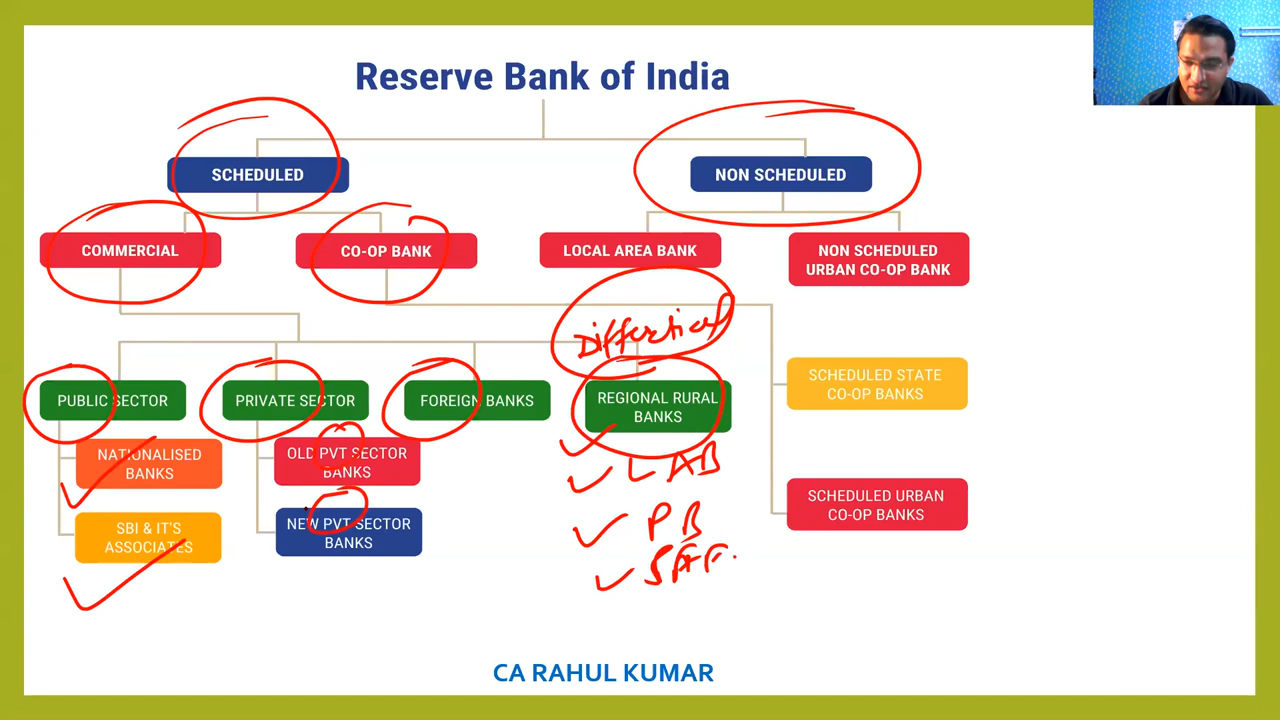 Reserve Bank of India
SCHEDULED
NON SCHEDULED
COMMERCIAL
CO-OP BANK
LOCAL AREA BANK
NON SCHEDULED
URBAN CO-OP BANK
PUBLIC SECTOR
PRIVATE SECTOR
FOREIGN BANKS
REGIONAL RURAL
BANKS
SCHEDULED STATE
CO-OP BANKS
NATIONALISED
BANKS
OLD PVT SECTOR
BANKS
LAB
SBI & IT'S
ASSOCIATES
NEW PVT SECTOR
BANKS
PB
SCHEDULED URBAN
CO-OP BANKS
CA RAHUL KUMAR